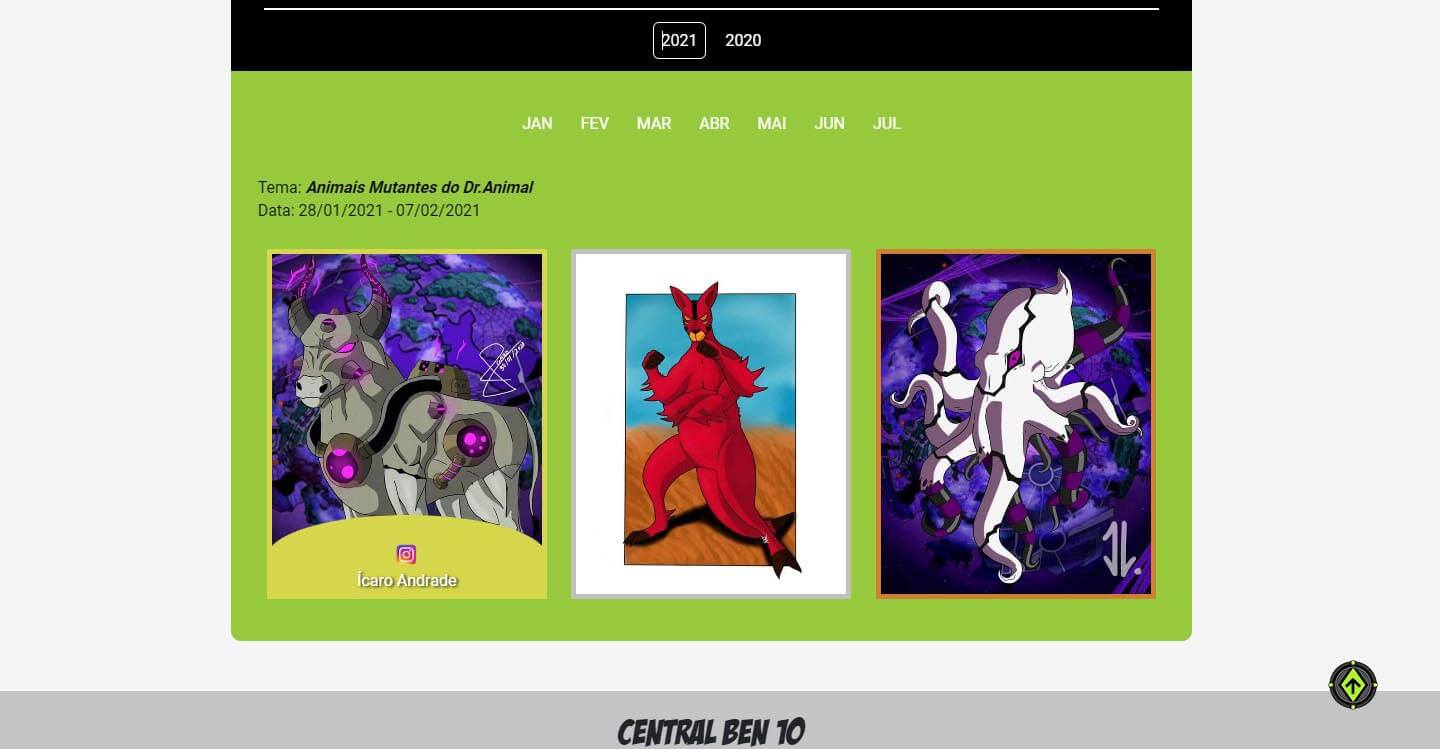 2021 2020
JAN FEV MAR ABR MAI JUN JUL
Tema: Animais Mutantes do Dr.Animal
Data: 28/01/2021 - 07/02/2021
JL.
Ícaro Andrade
CENTRAL BEN 10